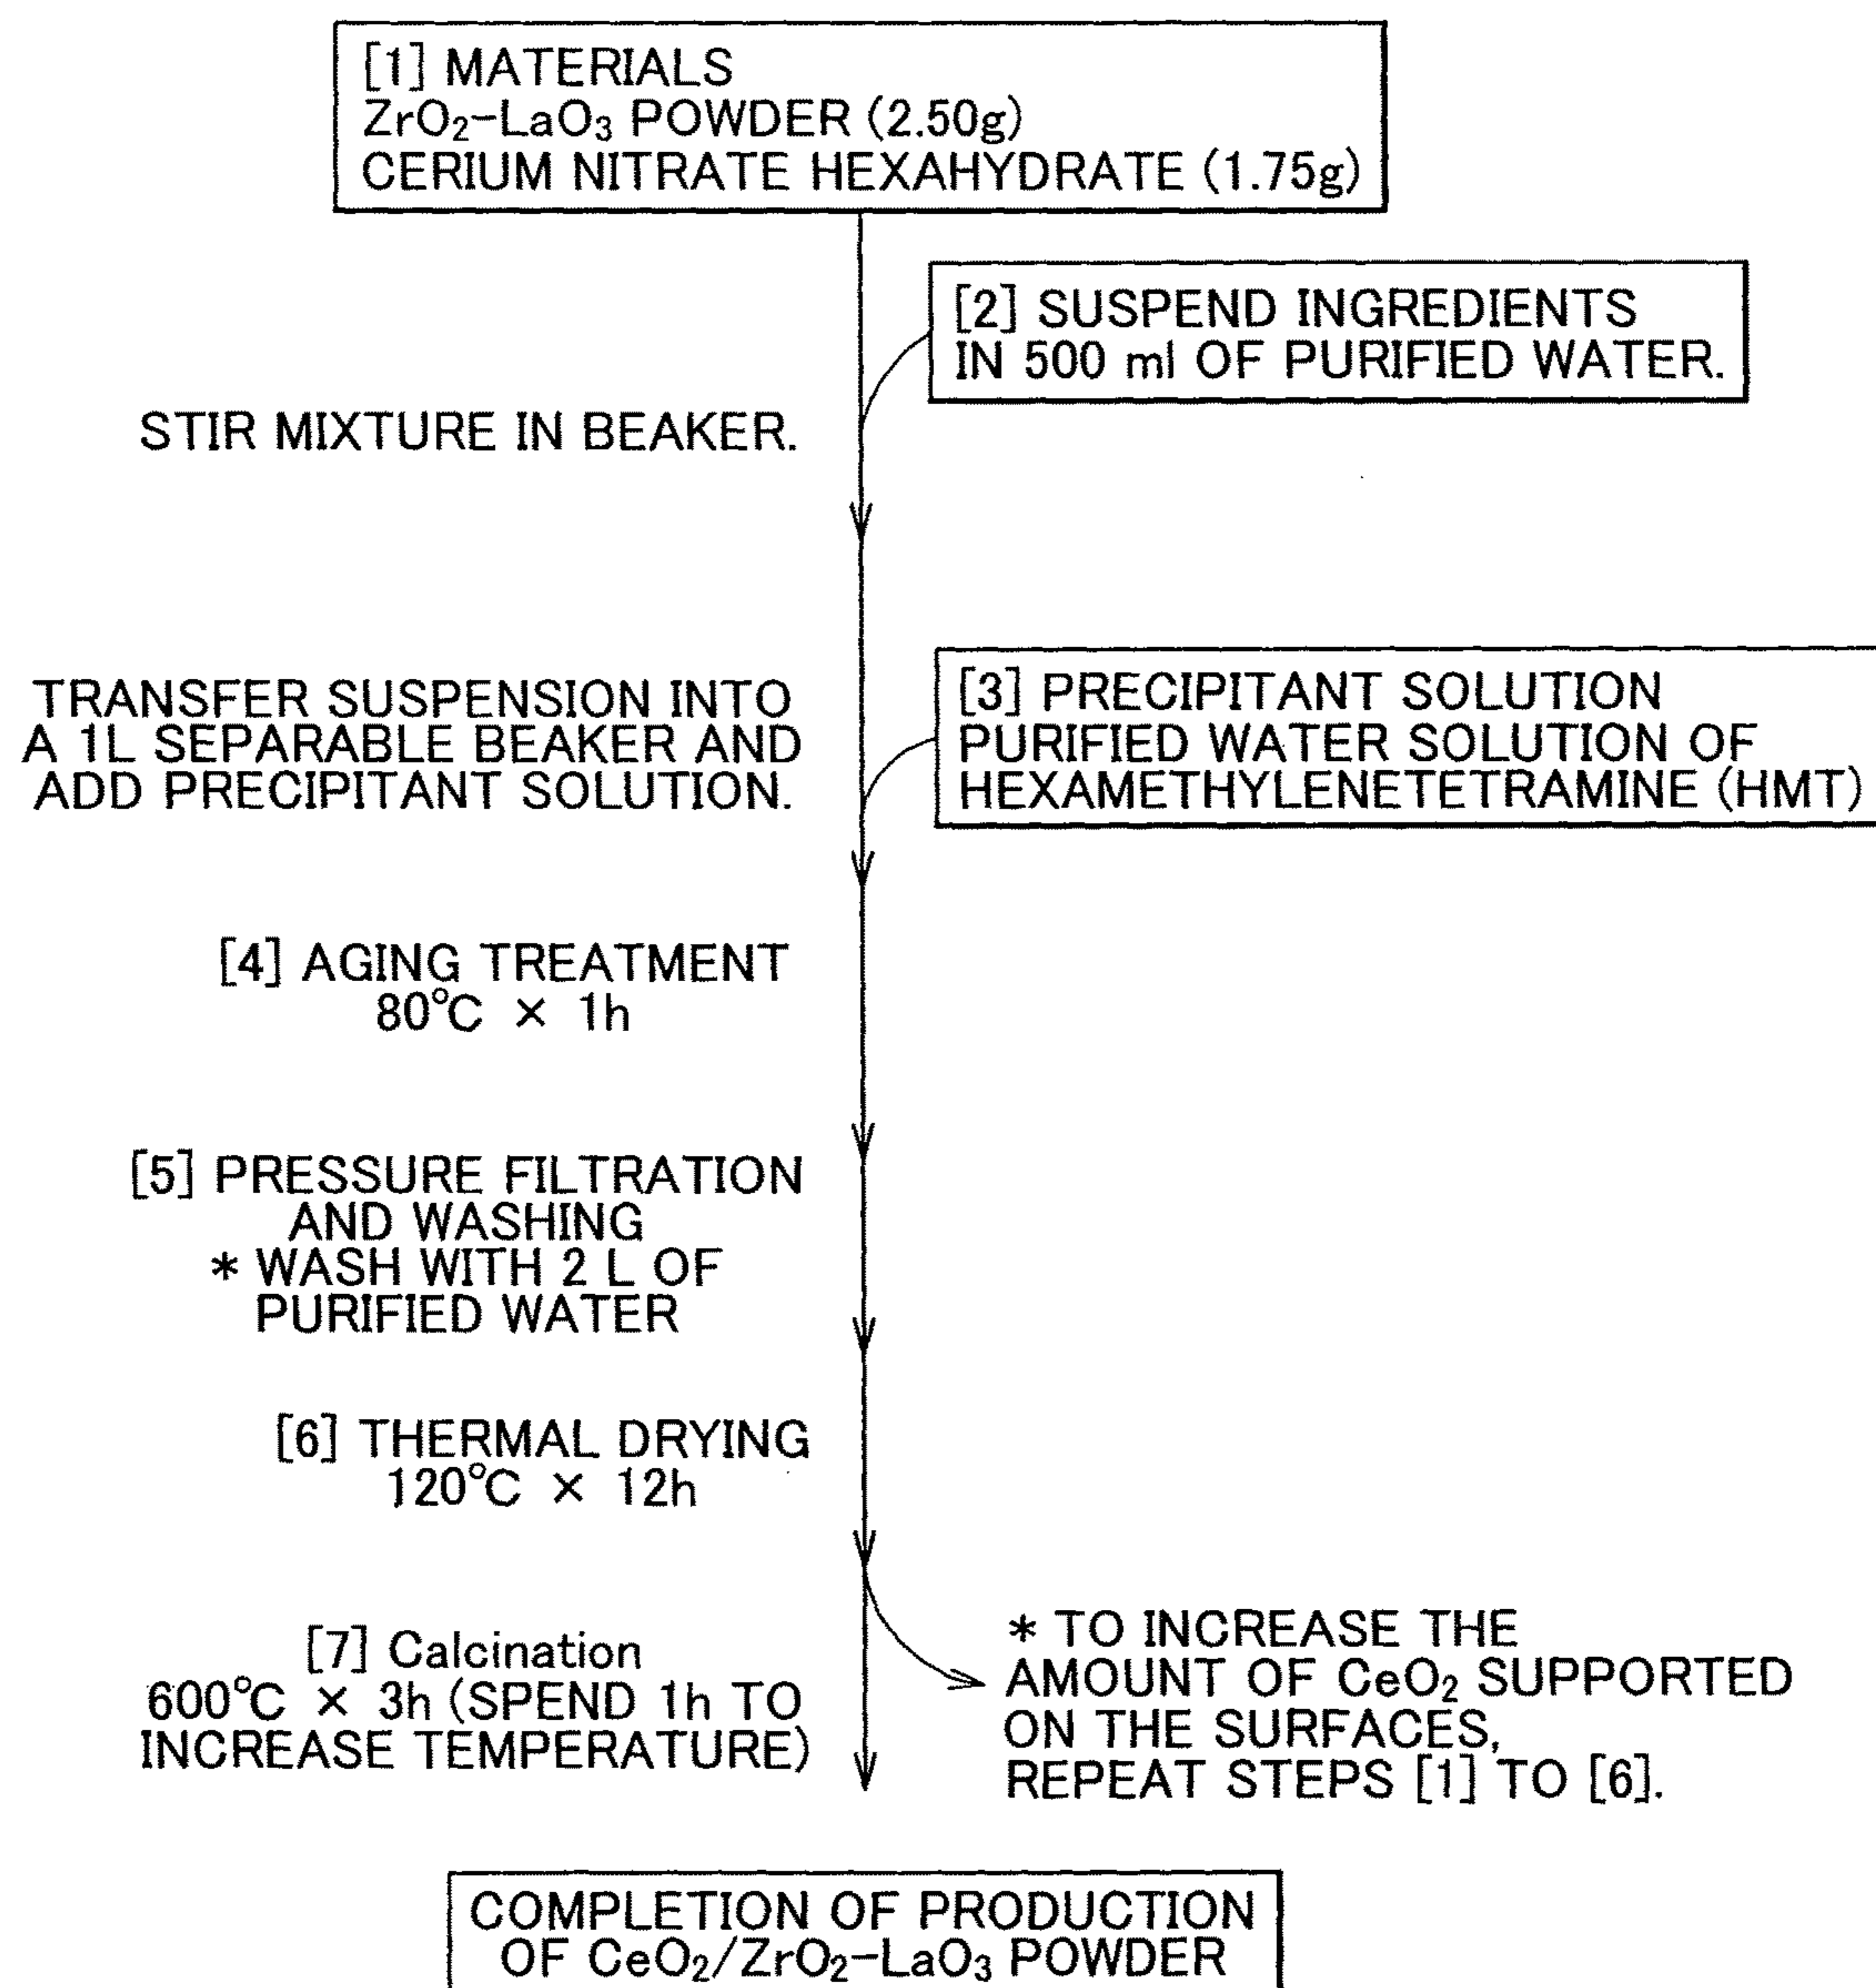 [1] MATERIALS
ZrO₂-LaO₃ POWDER (2.50g)
CERIUM NITRATE HEXAHYDRATE (1.75g)
[2] SUSPEND INGREDIENTS
IN 500 ml OF PURIFIED WATER.
STIR MIXTURE IN BEAKER.
TRANSFER SUSPENSION INTO
A 1L SEPARABLE BEAKER AND
ADD PRECIPITANT SOLUTION.
[3] PRECIPITANT SOLUTION
PURIFIED WATER SOLUTION OF
HEXAMETHYLENETETRAMINE (HMT)
[4] AGING TREATMENT
80℃ × 1h
[5] PRESSURE FILTRATION
AND WASHING
* WASH WITH 2 L OF
PURIFIED WATER
[6] THERMAL DRYING
120℃ × 12h
[7] Calcination
600℃ × 3h (SPEND 1h TO
INCREASE TEMPERATURE)
* TO INCREASE THE
AMOUNT OF CeO₂ SUPPORTED
ON THE SURFACES,
REPEAT STEPS [1] TO [6].
COMPLETION OF PRODUCTION
OF CeO₂/ZrO₂-LaO₃ POWDER